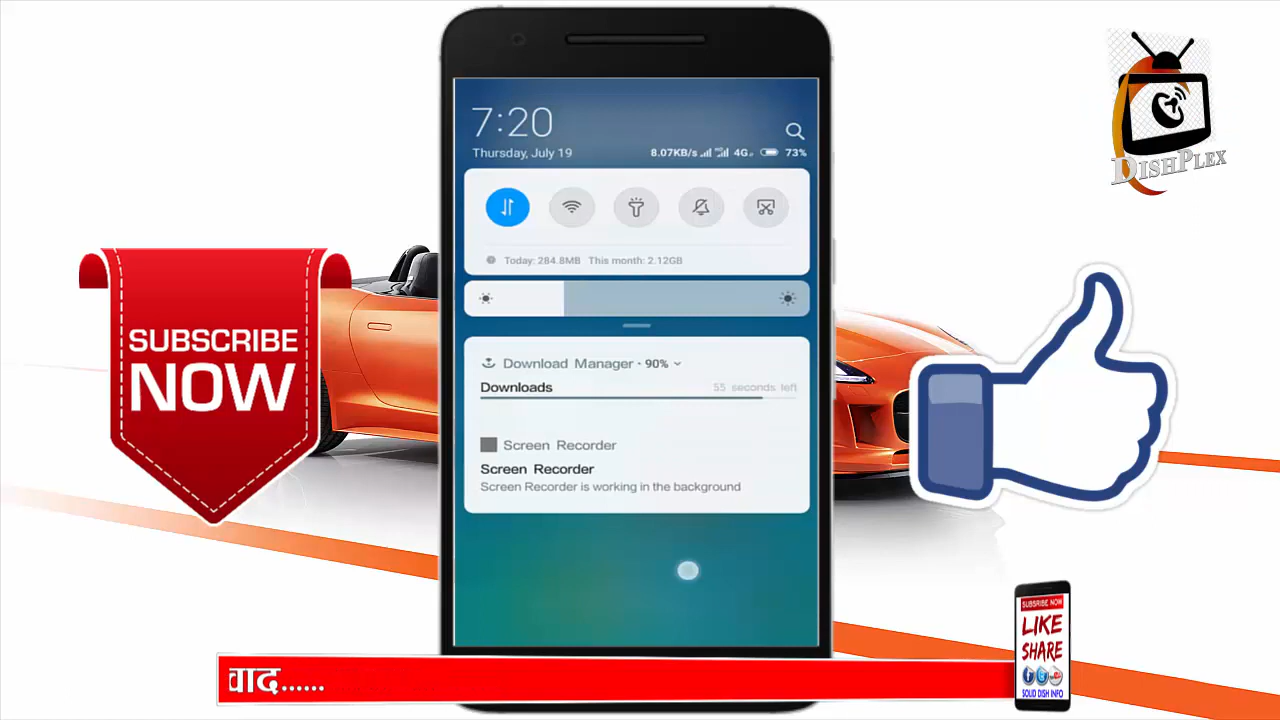 7:20
Thursday, July 19
8.07KB/s 4G 73%
Today: 284.8MB This month: 2.12GB
Download Manager • 90%
Downloads 55 seconds left
Screen Recorder
Screen Recorder
Screen Recorder is working in the background
SUBSCRIBE
NOW
DISHPLEX
SUBSRIBE NOW
LIKE
SHARE
SOLID DISH INFO
वाद......